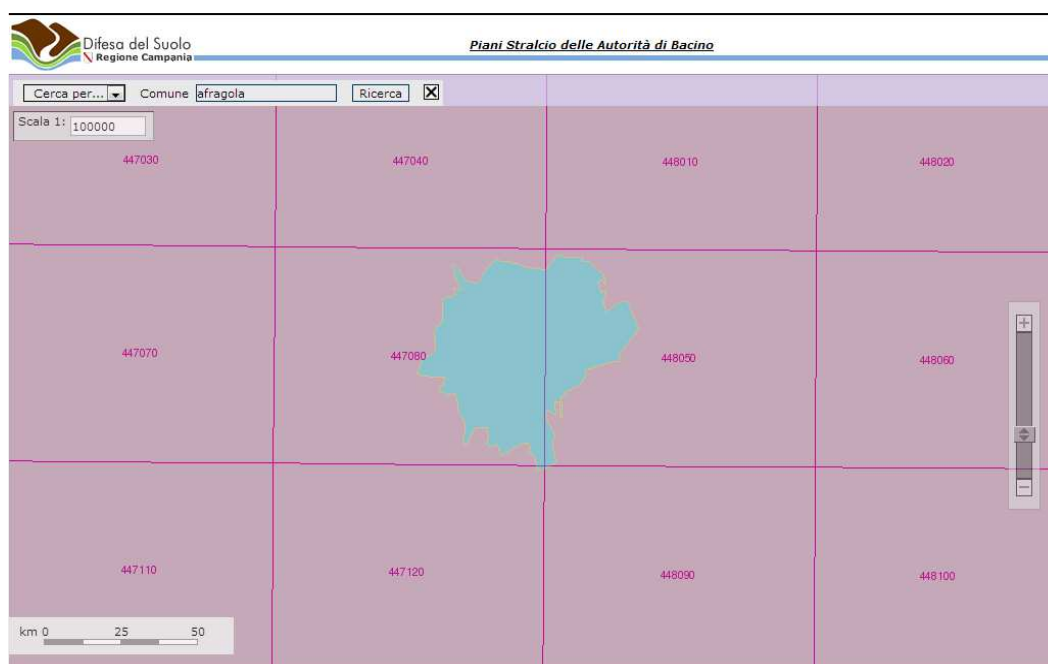 Difesa del Suolo
Regione Campania
Piani Stralcio delle Autorità di Bacino
Cerca per... Comune afragola Ricerca X
Scala 1: 100000
447030 447040 448010 448020
447070 447080 448050 448060
447110 447120 448090 448100
km 0 25 50